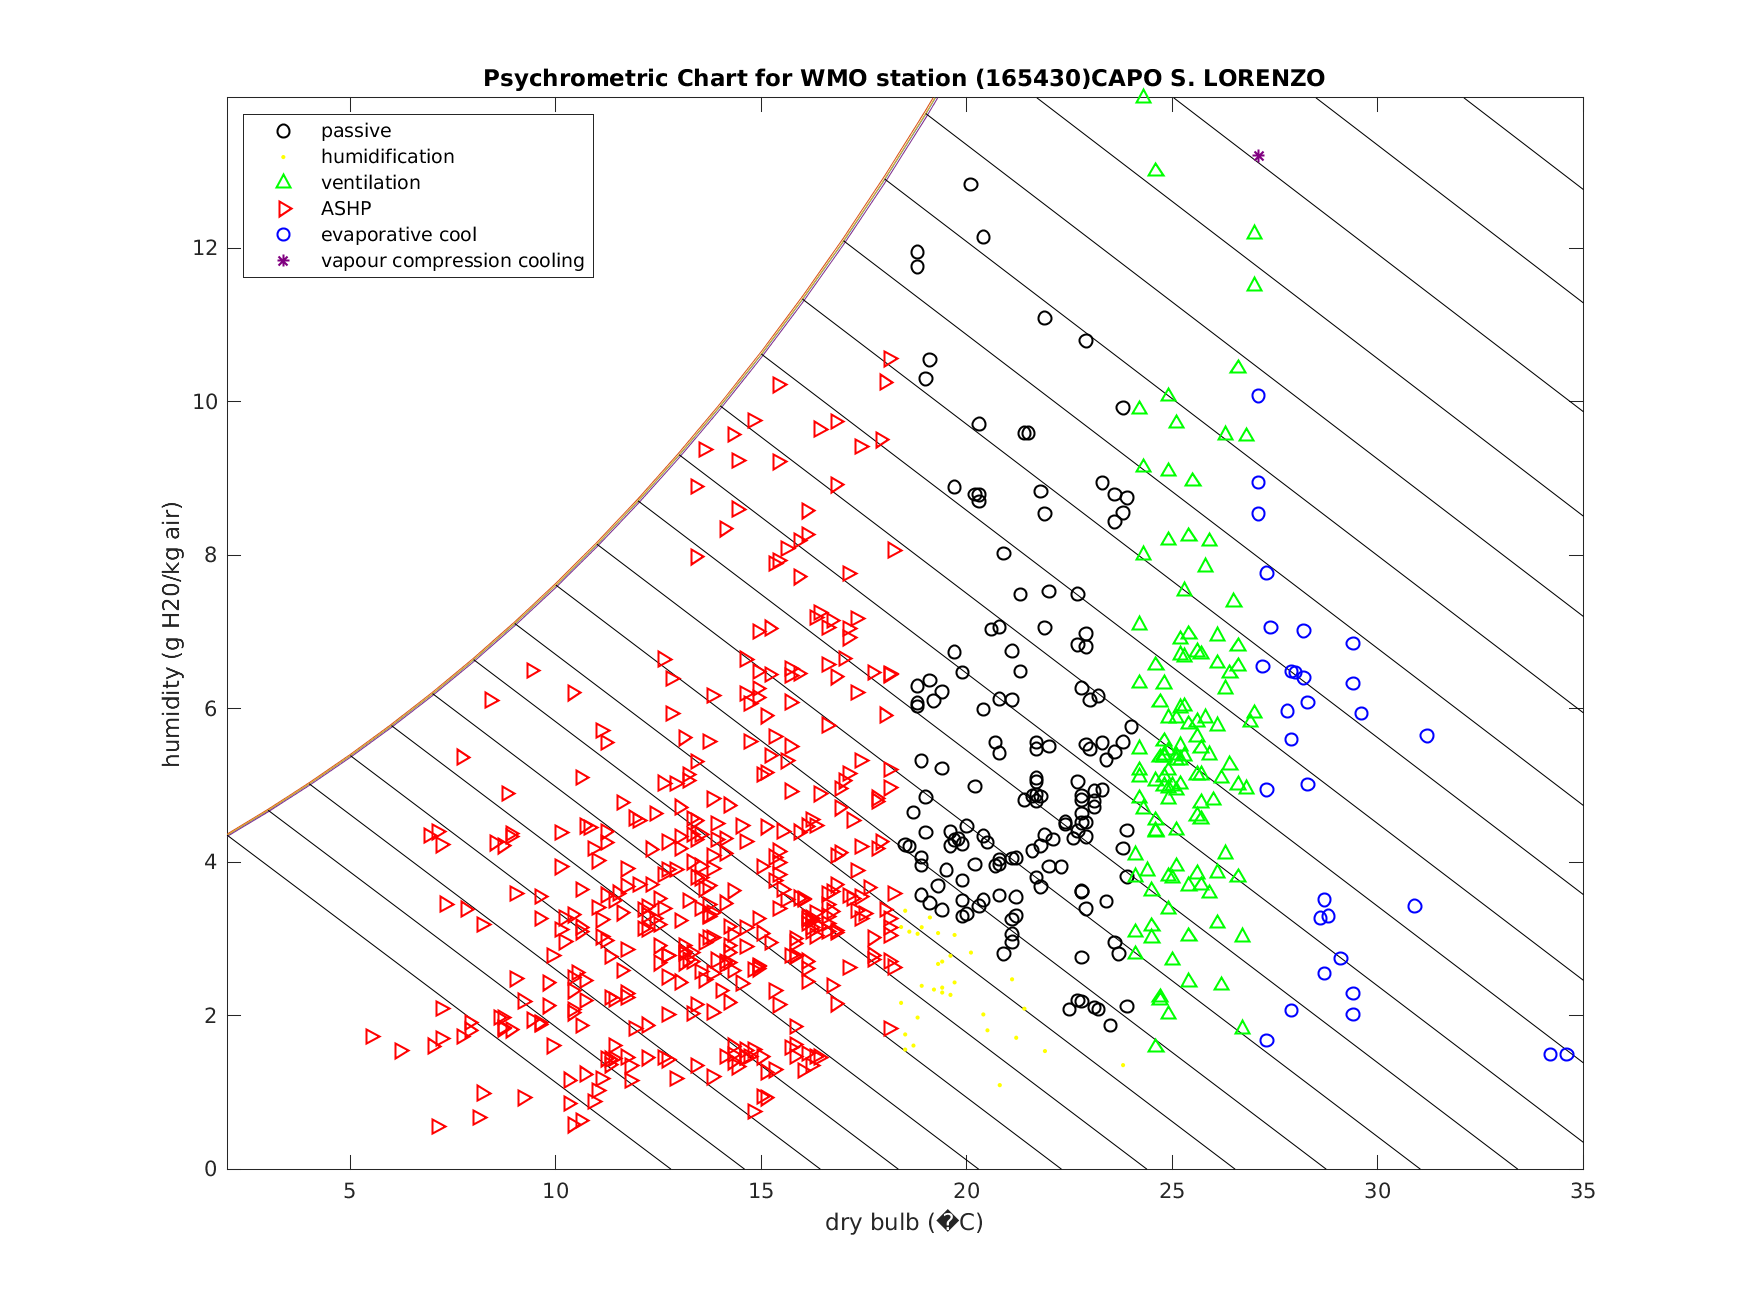 Psychrometric Chart for WMO station (165430)CAPO S. LORENZO
passive
humidification
ventilation
ASHP
evaporative cool
vapour compression cooling
humidity (g H20/kg air)
12
10
8
6
4
2
0
5 10 15 20 25 30 35
dry bulb (�C)